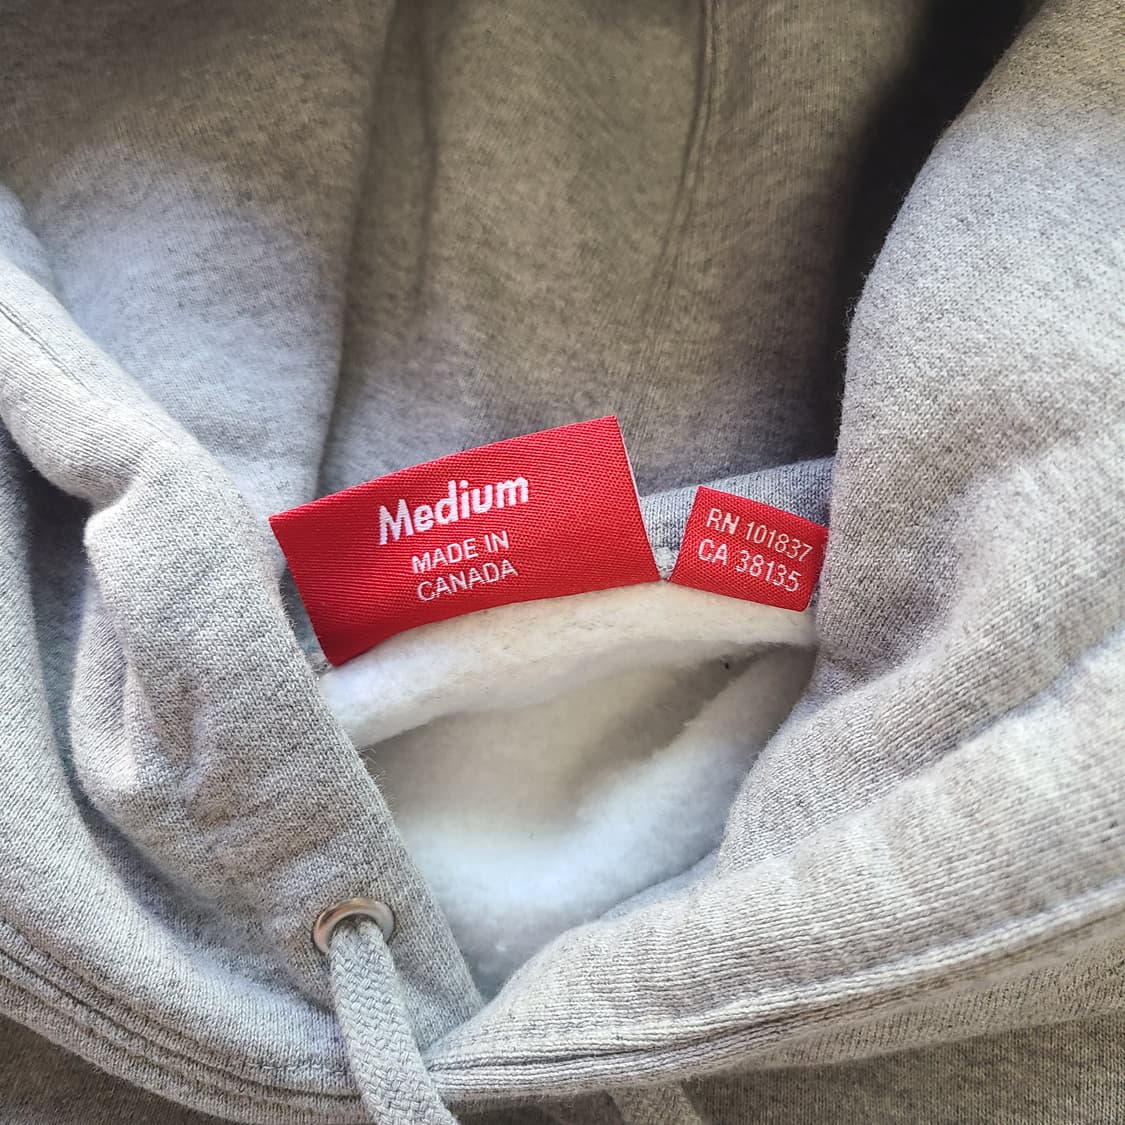 Medium
MADE IN
CANADA
RN 101837
CA 38135